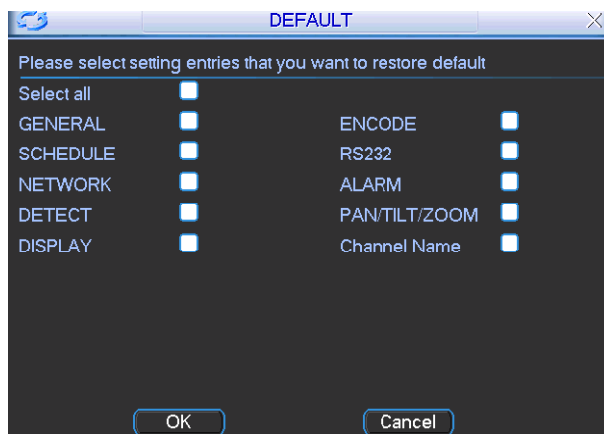 DEFAULT
Please select setting entries that you want to restore default
Select all
GENERAL ENCODE
SCHEDULE RS232
NETWORK ALARM
DETECT PAN/TILT/ZOOM
DISPLAY Channel Name
OK Cancel